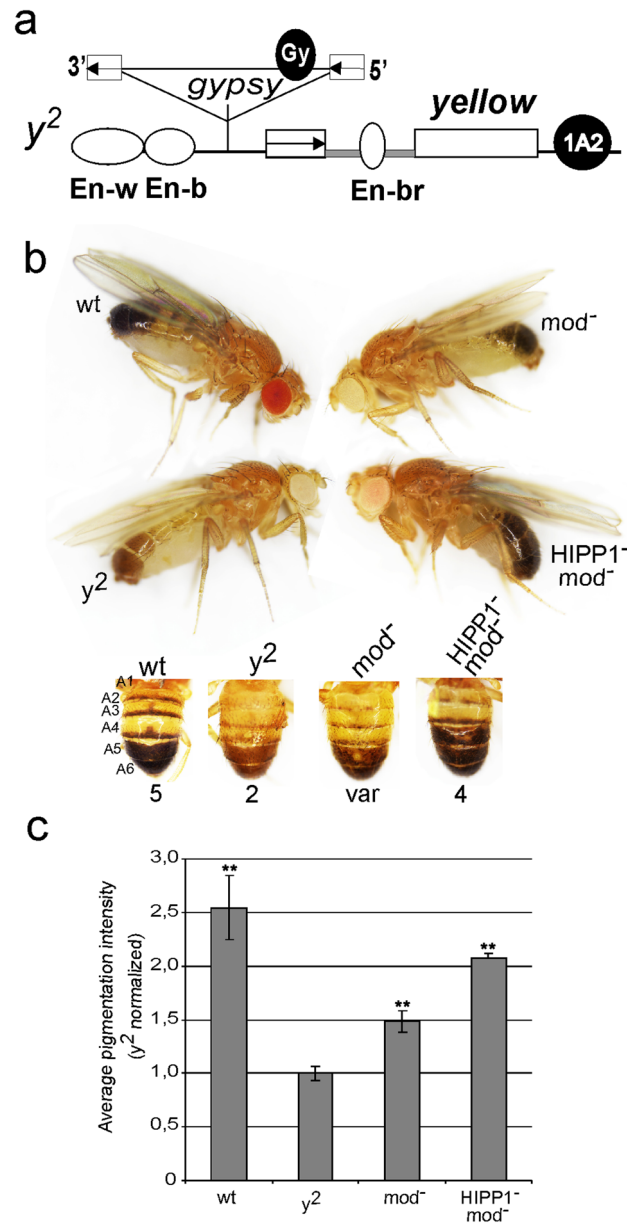 a
3’
Gy
5’
gypsy
yellow
y2
1A2
En-w
En-b
En-br
b
wt
mod-
y2
HIPP1-
mod-
wt
y2
mod-
HIPP1-
mod-
A1
A2
A3
A4
A5
A6
5
2
var
4
c
Average pigmentation intensity
(y2 normalized)
3,0
2,5
2,0
1,5
1,0
0,5
0
**
**
**
wt
y2
mod-
HIPP1-
mod-